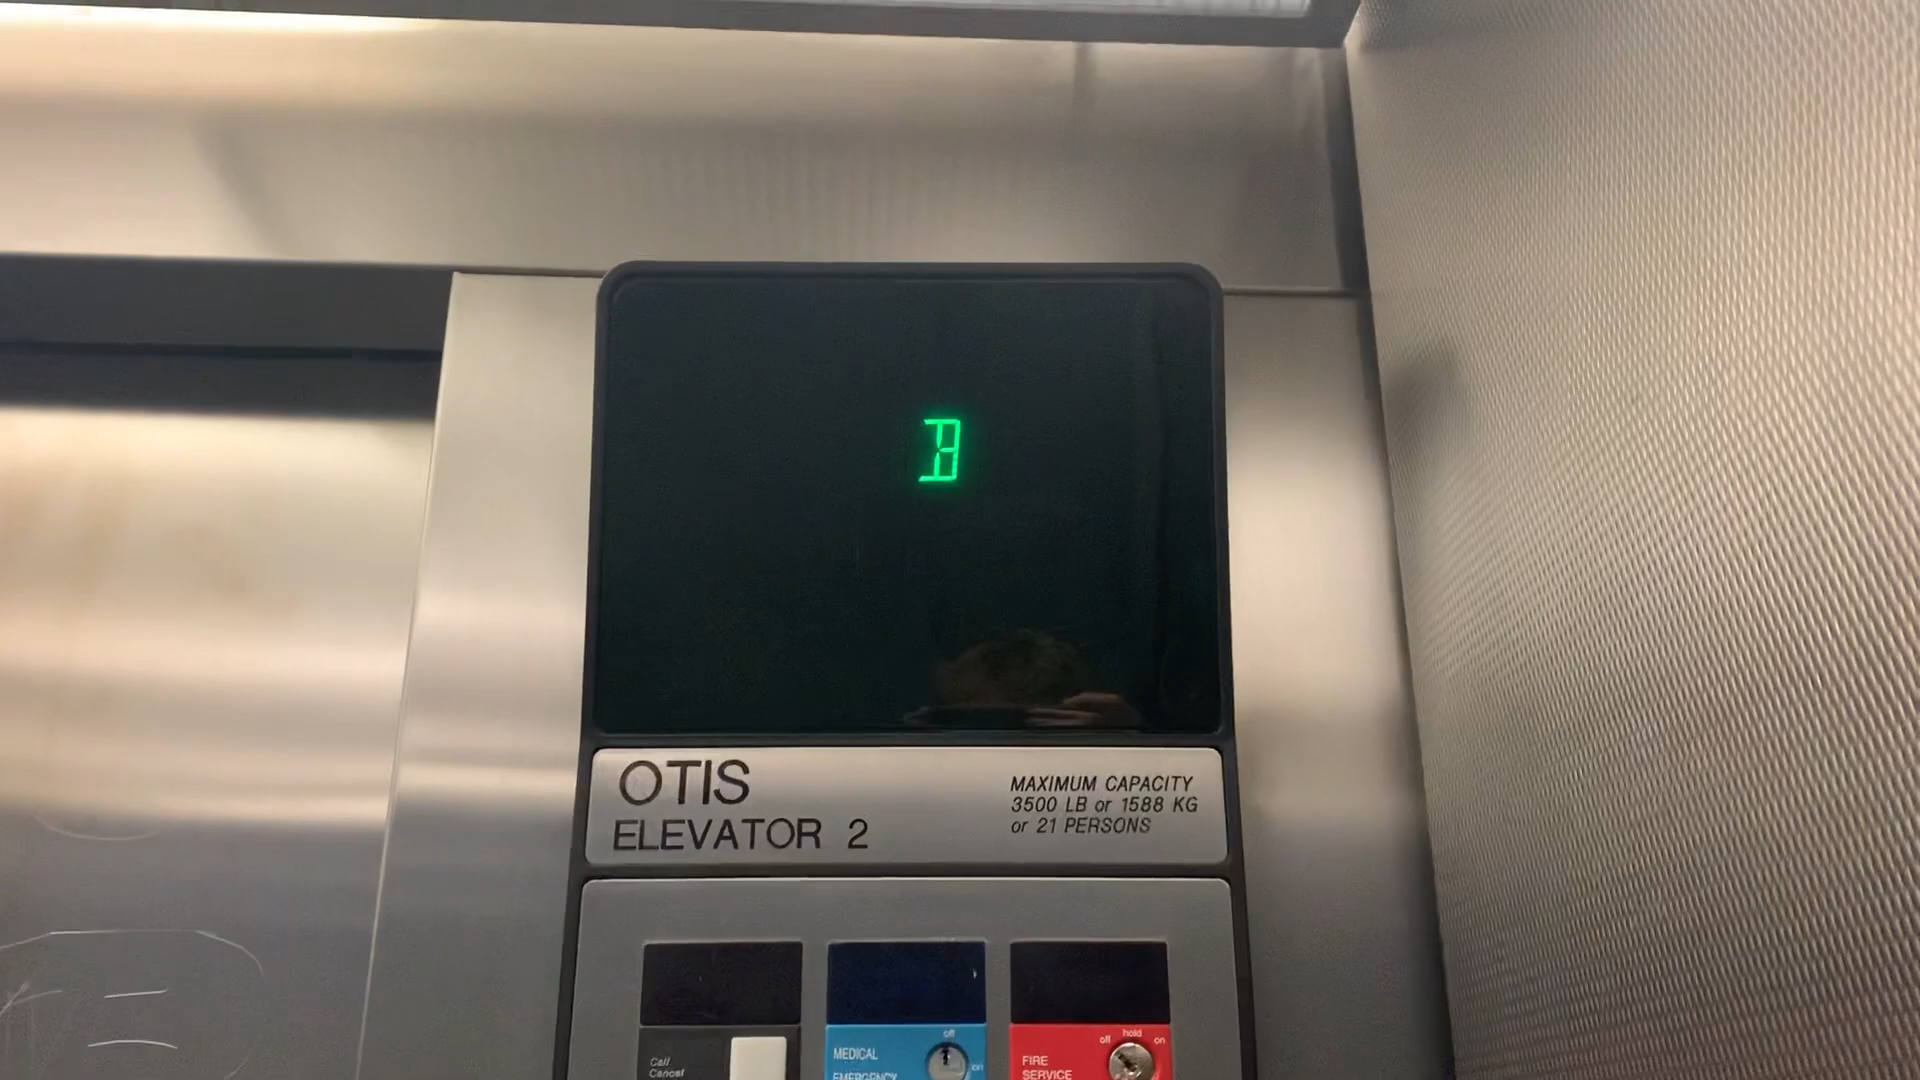 B
OTIS
ELEVATOR 2
MAXIMUM CAPACITY
3500 LB or 1588 KG
or 21 PERSONS
Call
Cancel
MEDICAL
EMERGENCY
off
on
FIRE
SERVICE
off
hold
on